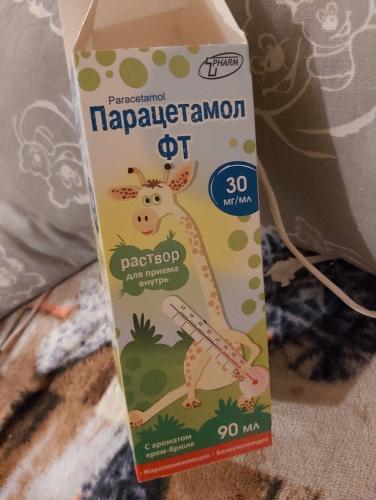 PHARM
Paracetamol
Парацетамол
ФТ
30
мг/мл
раствор
для приема
внутрь
С ароматом
крем-брюле
90 мл
• Жаропонижающее • Болеутоляющее